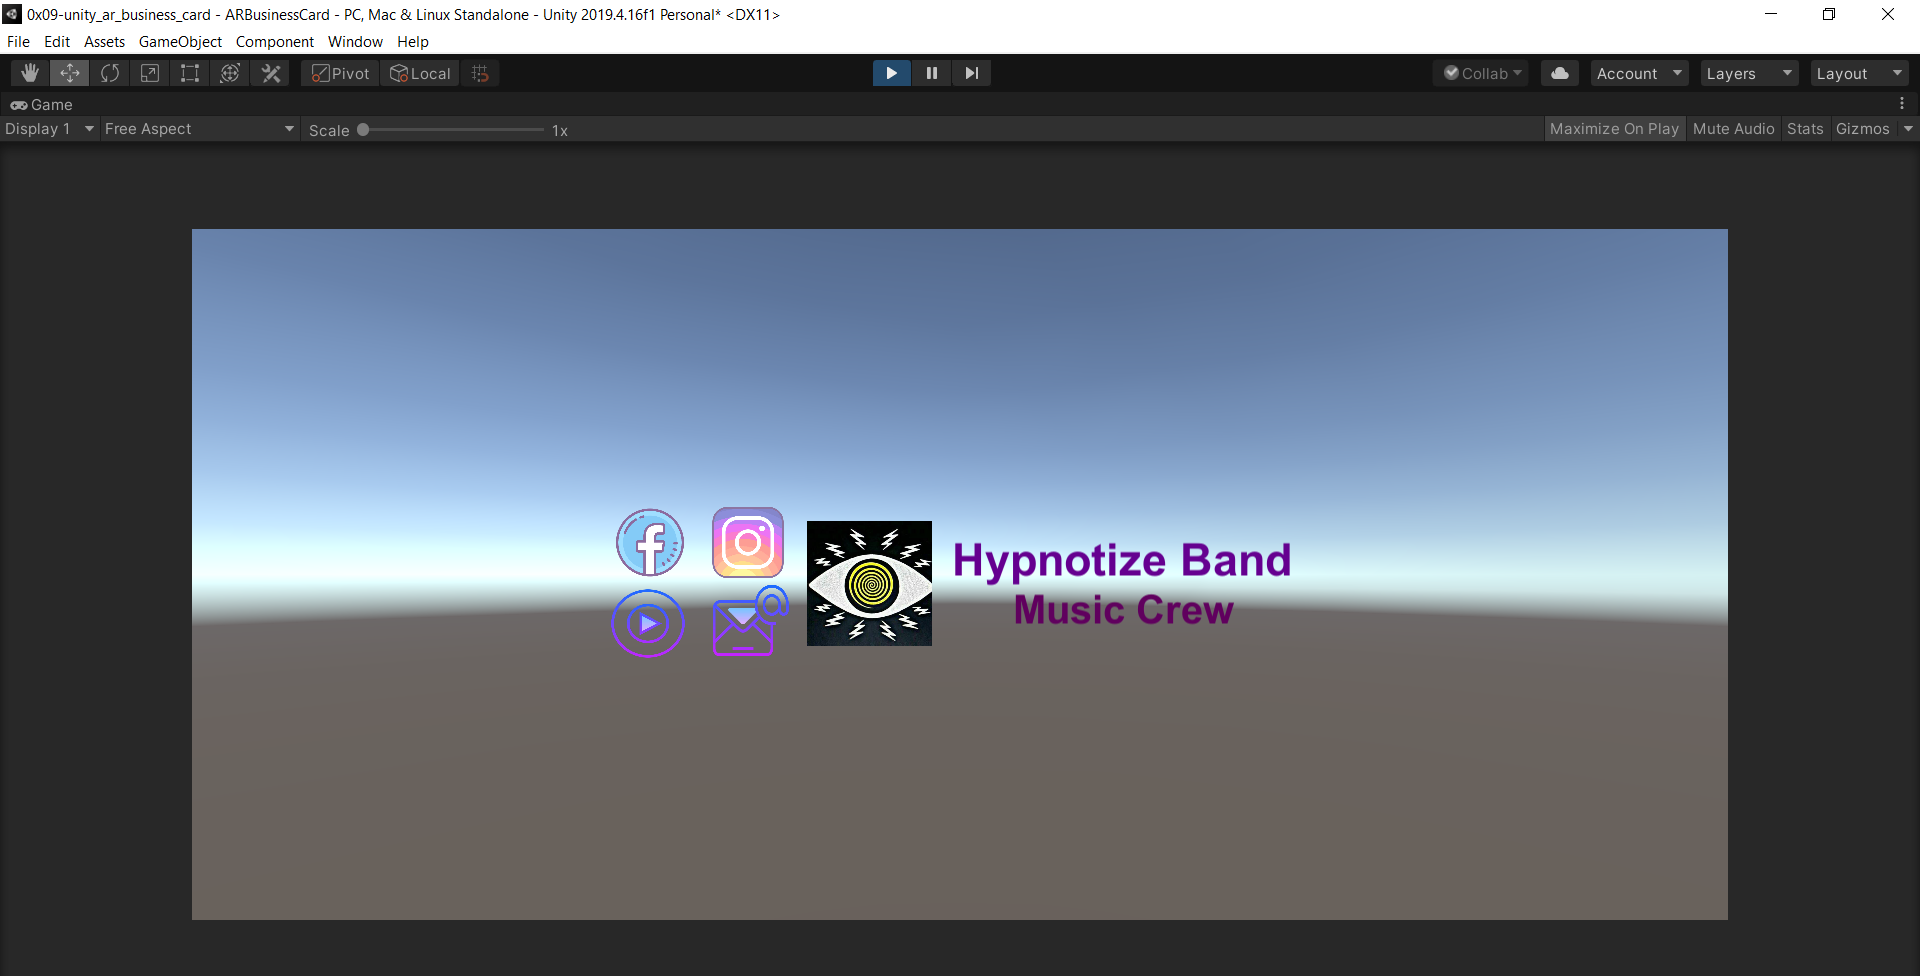 0x09-unity_ar_business_card - ARBusinessCard - PC, Mac & Linux Standalone - Unity 2019.4.16f1 Personal* <DX11>
File Edit Assets GameObject Component Window Help
Pivot Local Collab Account Layers Layout
Game
Display 1 Free Aspect Scale 1x Maximize On Play Mute Audio Stats Gizmos
Hypnotize Band
Music Crew